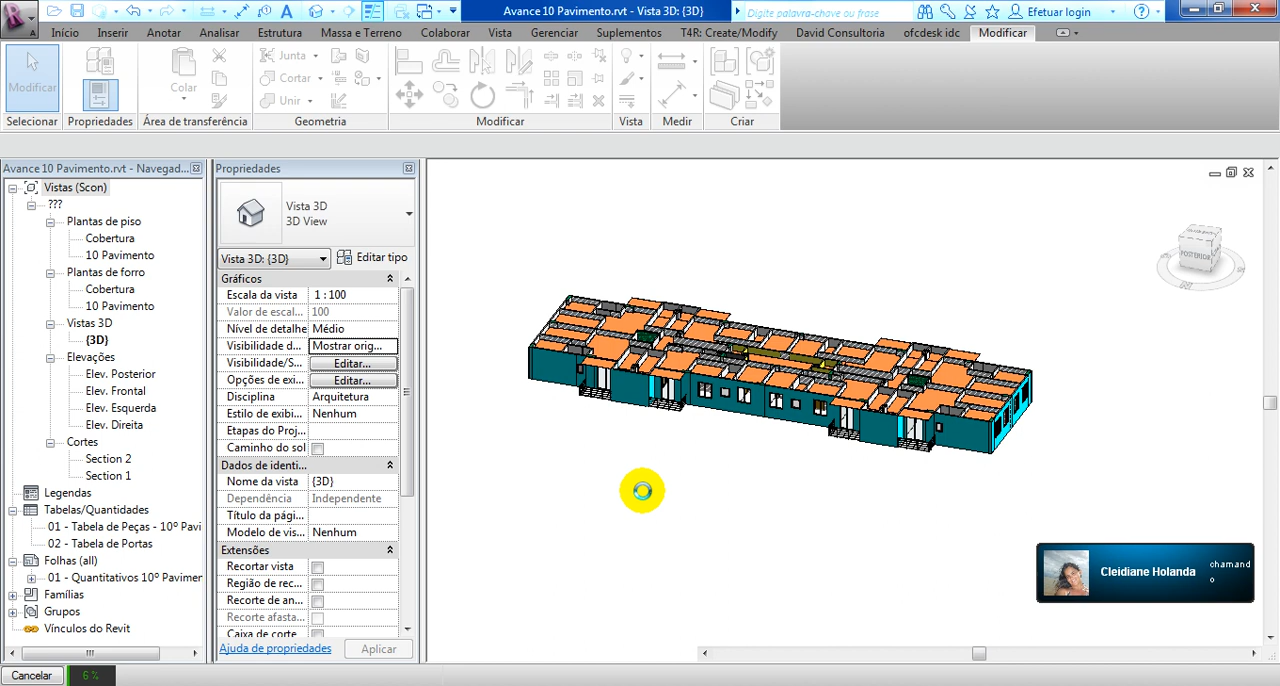 Avance 10 Pavimento.rvt - Vista 3D: {3D}
Digite palavra-chave ou frase
Efetuar login
Início
Inserir
Anotar
Analisar
Estrutura
Massa e Terreno
Colaborar
Vista
Gerenciar
Suplementos
T4R: Create/Modify
David Consultoria
ofcdesk idc
Modificar
Modificar
Colar
Junta
Cortar
Unir
Selecionar
Propriedades
Área de transferência
Geometria
Modificar
Vista
Medir
Criar
Avance 10 Pavimento.rvt - Navegad...
Vistas (Scon)
???
Plantas de piso
Cobertura
10 Pavimento
Plantas de forro
Cobertura
10 Pavimento
Vistas 3D
{3D}
Elevações
Elev. Posterior
Elev. Frontal
Elev. Esquerda
Elev. Direita
Cortes
Section 2
Section 1
Legendas
Tabelas/Quantidades
01 - Tabela de Peças - 10º Pavi
02 - Tabela de Portas
Folhas (all)
01 - Quantitativos 10º Pavimen
Famílias
Grupos
Vínculos do Revit
Propriedades
Vista 3D
3D View
Vista 3D: {3D}
Editar tipo
Gráficos
Escala da vista 1 : 100
Valor de escal... 100
Nível de detalhe Médio
Visibilidade d... Mostrar orig...
Visibilidade/S... Editar...
Opções de exi... Editar...
Disciplina Arquitetura
Estilo de exibi... Nenhum
Etapas do Proj...
Caminho do sol
Dados de identi...
Nome da vista {3D}
Dependência Independente
Título da pági...
Modelo de vis... Nenhum
Extensões
Recortar vista
Região de rec...
Recorte de an...
Recorte afasta...
Caixa de corte
Ajuda de propriedades
Aplicar
POSTERIOR
Cleidiane Holanda
chamand
o
Cancelar
6 %